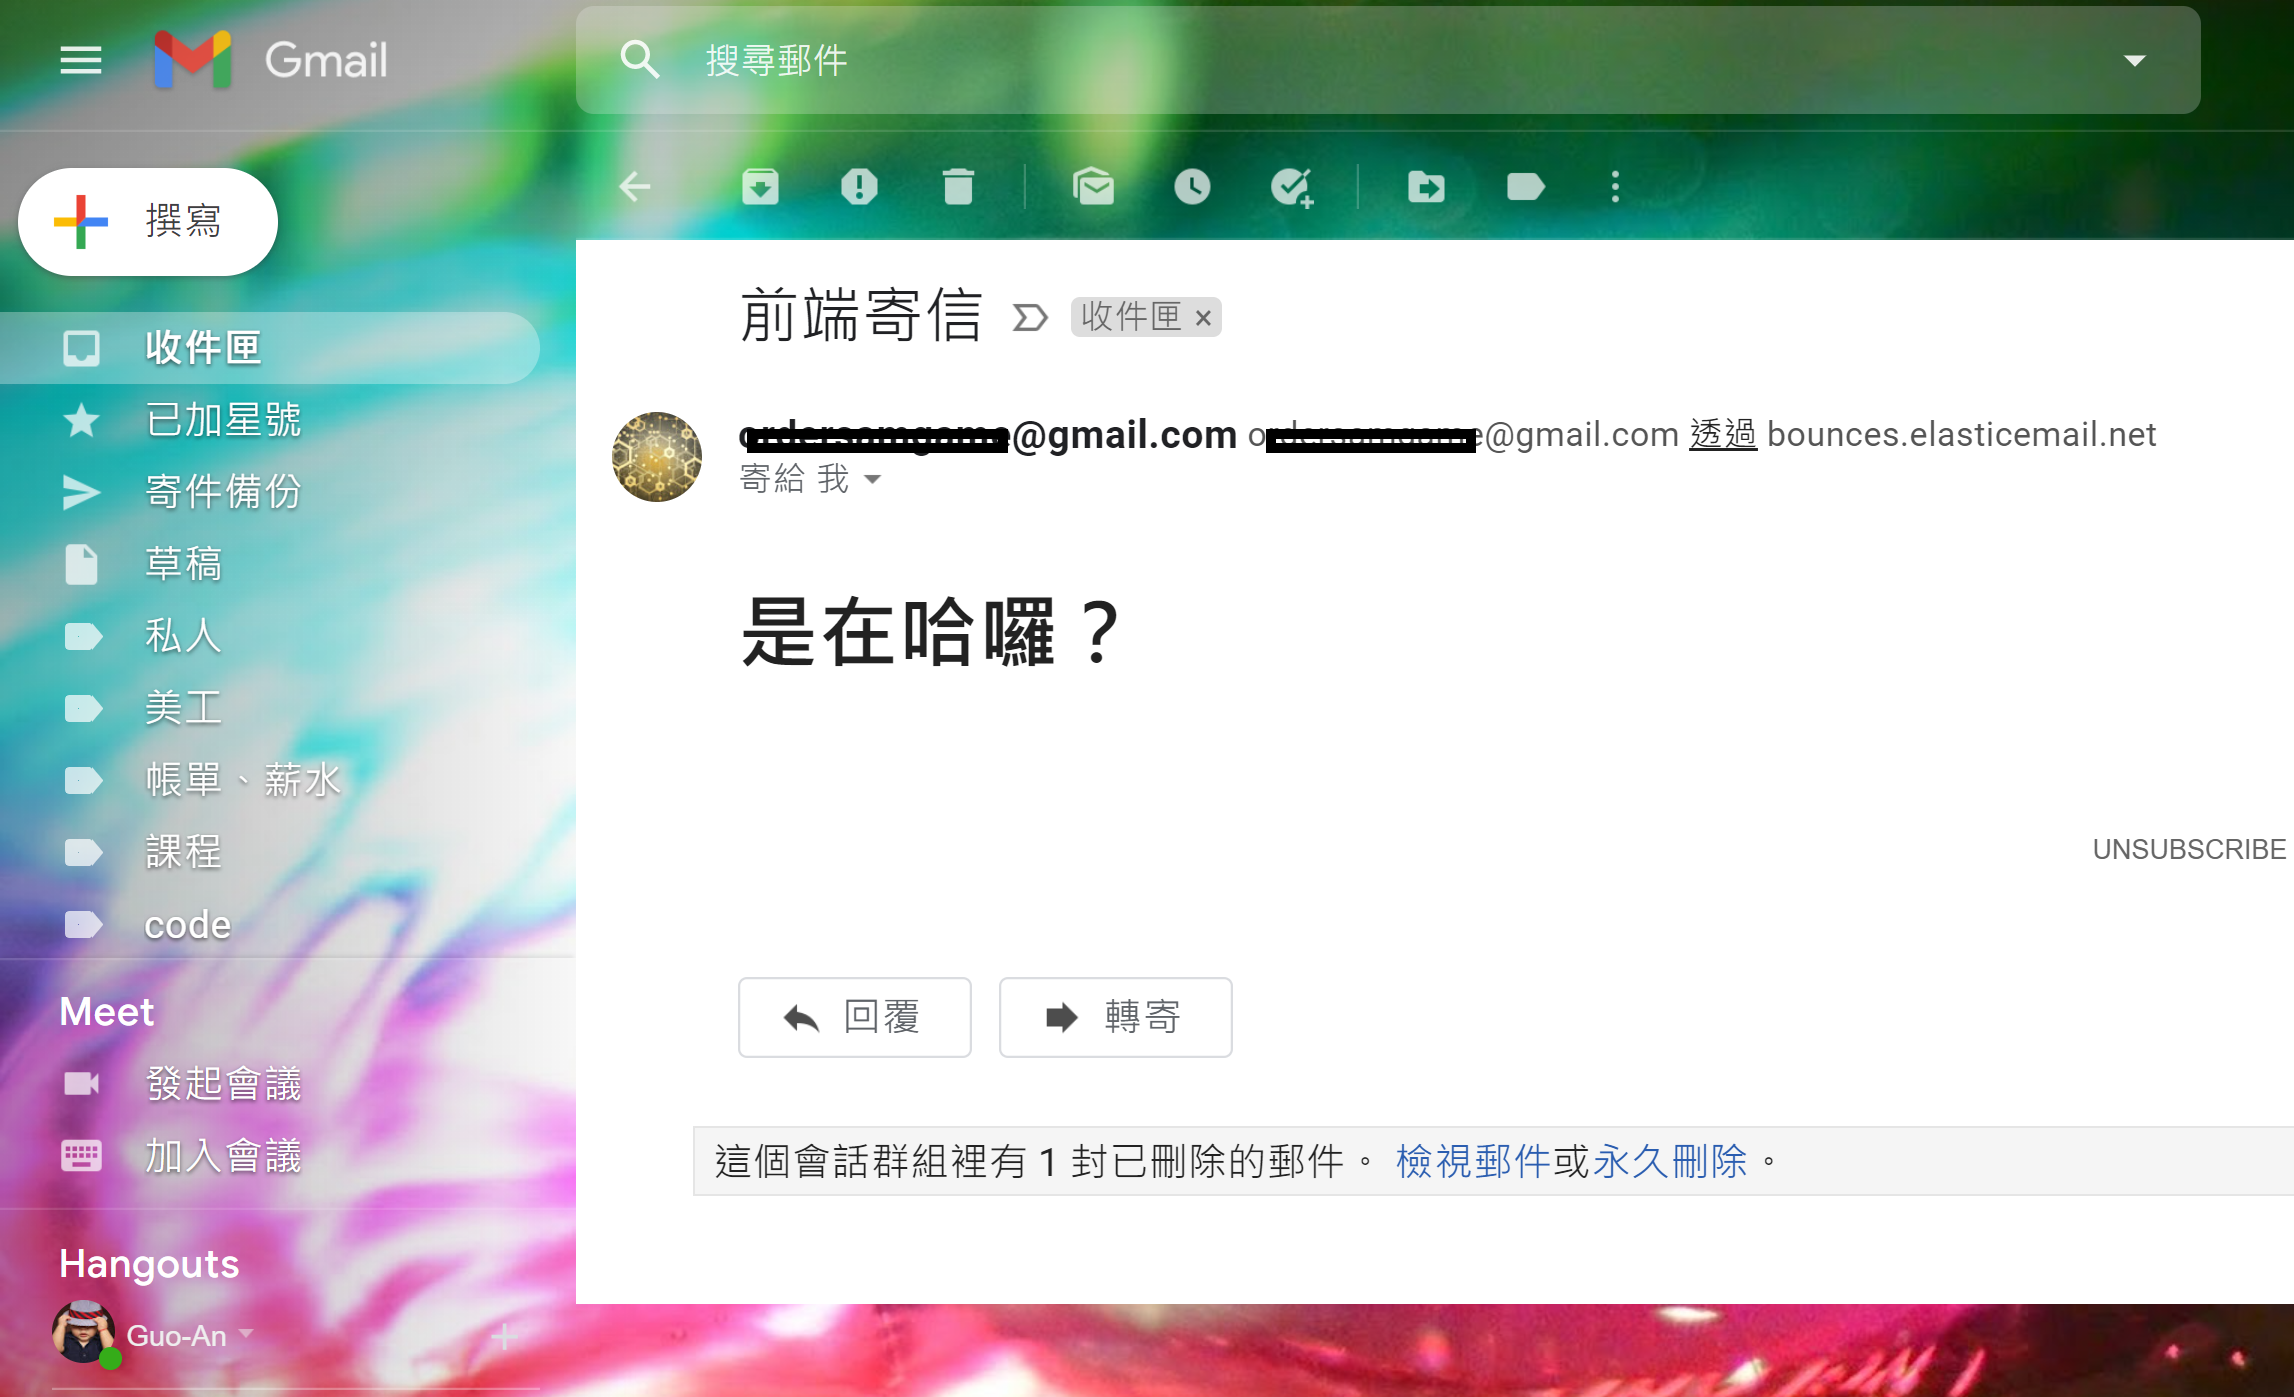 Gmail
搜尋郵件
撰寫
收件匣
已加星號
寄件備份
草稿
私人
美工
帳單、薪水
課程
code
Meet
發起會議
加入會議
Hangouts
Guo-An
前端寄信 收件匣 ×
@gmail.com @gmail.com 透過 bounces.elasticemail.net
寄給 我
是在哈囉？
UNSUBSCRIBE
回覆 轉寄
這個會話群組裡有 1 封已刪除的郵件。 檢視郵件或永久刪除。